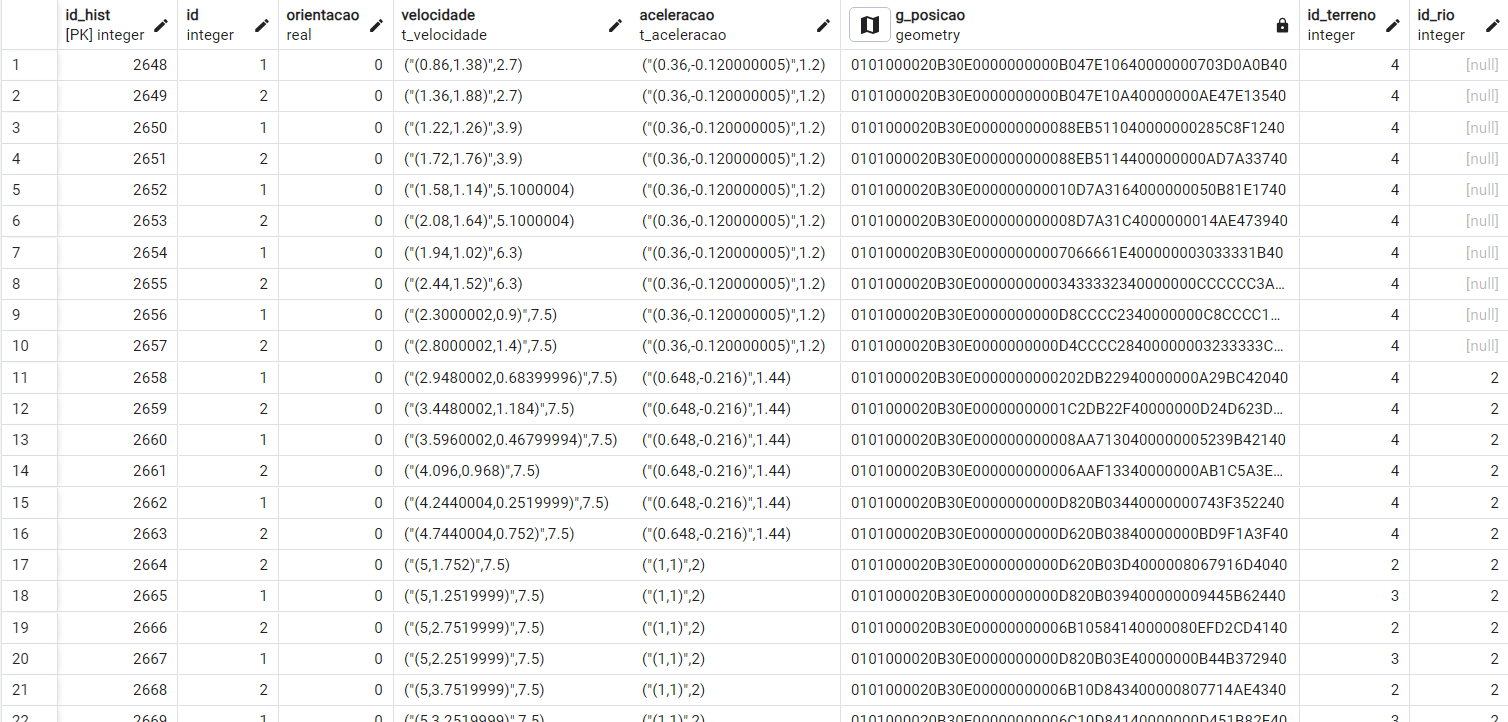 id_hist id orientacao velocidade aceleracao g_posicao id_terreno id_rio
[PK] integer integer real t_velocidade t_aceleracao geometry integer integer
1 2648 1 0 ("(0.86,1.38)",2.7) ("(0.36,-0.120000005)",1.2) 0101000020B30E0000000000B047E10640000000703D0A0B40 4 [null]
2 2649 2 0 ("(1.36,1.88)",2.7) ("(0.36,-0.120000005)",1.2) 0101000020B30E0000000000B047E10A40000000AE47E13540 4 [null]
3 2650 1 0 ("(1.22,1.26)",3.9) ("(0.36,-0.120000005)",1.2) 0101000020B30E000000000088EB511040000000285C8F1240 4 [null]
4 2651 2 0 ("(1.72,1.76)",3.9) ("(0.36,-0.120000005)",1.2) 0101000020B30E000000000088EB5114400000000AD7A33740 4 [null]
5 2652 1 0 ("(1.58,1.14)",5.1000004) ("(0.36,-0.120000005)",1.2) 0101000020B30E000000000010D7A3164000000050B81E1740 4 [null]
6 2653 2 0 ("(2.08,1.64)",5.1000004) ("(0.36,-0.120000005)",1.2) 0101000020B30E000000000008D7A31C4000000014AE473940 4 [null]
7 2654 1 0 ("(1.94,1.02)",6.3) ("(0.36,-0.120000005)",1.2) 0101000020B30E00000000007066661E400000003033331B40 4 [null]
8 2655 2 0 ("(2.44,1.52)",6.3) ("(0.36,-0.120000005)",1.2) 0101000020B30E00000000003433332340000000CCCCCC3A… 4 [null]
9 2656 1 0 ("(2.3000002,0.9)",7.5) ("(0.36,-0.120000005)",1.2) 0101000020B30E0000000000D8CCCC2340000000C8CCCC1… 4 [null]
10 2657 2 0 ("(2.8000002,1.4)",7.5) ("(0.36,-0.120000005)",1.2) 0101000020B30E0000000000D4CCCC28400000003233333C… 4 [null]
11 2658 1 0 ("(2.9480002,0.68399996)",7.5) ("(0.648,-0.216)",1.44) 0101000020B30E0000000000202DB22940000000A29BC42040 4 2
12 2659 2 0 ("(3.4480002,1.184)",7.5) ("(0.648,-0.216)",1.44) 0101000020B30E00000000001C2DB22F40000000D24D623D… 4 2
13 2660 1 0 ("(3.5960002,0.46799994)",7.5) ("(0.648,-0.216)",1.44) 0101000020B30E000000000008AA7130400000005239B42140 4 2
14 2661 2 0 ("(4.096,0.968)",7.5) ("(0.648,-0.216)",1.44) 0101000020B30E000000000006AAF13340000000AB1C5A3E… 4 2
15 2662 1 0 ("(4.2440004,0.2519999)",7.5) ("(0.648,-0.216)",1.44) 0101000020B30E0000000000D820B03440000000743F352240 4 2
16 2663 2 0 ("(4.7440004,0.752)",7.5) ("(0.648,-0.216)",1.44) 0101000020B30E0000000000D620B03840000000BD9F1A3F40 4 2
17 2664 2 0 ("(5,1.752)",7.5) ("(1,1)",2) 0101000020B30E0000000000D620B03D4000008067916D4040 2 2
18 2665 1 0 ("(5,1.2519999)",7.5) ("(1,1)",2) 0101000020B30E0000000000D820B039400000009445B62440 3 2
19 2666 2 0 ("(5,2.7519999)",7.5) ("(1,1)",2) 0101000020B30E00000000006B10584140000080EFD2CD4140 2 2
20 2667 1 0 ("(5,2.2519999)",7.5) ("(1,1)",2) 0101000020B30E0000000000D820B03E40000000B44B372940 3 2
21 2668 2 0 ("(5,3.7519999)",7.5) ("(1,1)",2) 0101000020B30E00000000006B10D843400000807714AE4340 2 2
22 2669 1 0 ("(5,3.2519999)",7.5) ("(1,1)",2) 3 2